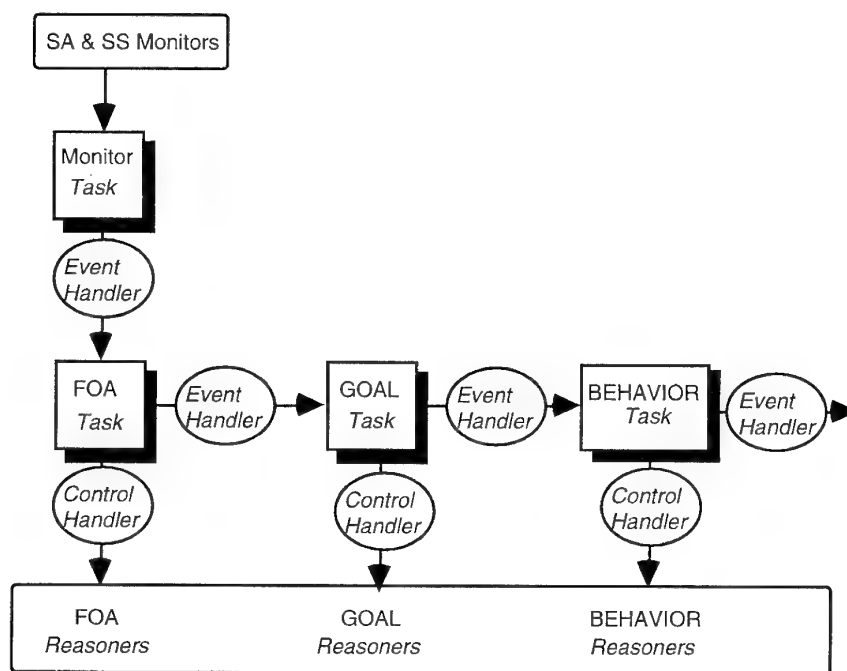 SA & SS Monitors
Monitor
Task
Event
Handler
FOA
Task
Event
Handler
GOAL
Task
Event
Handler
BEHAVIOR
Task
Event
Handler
Control
Handler
Control
Handler
Control
Handler
FOA
Reasoners
GOAL
Reasoners
BEHAVIOR
Reasoners